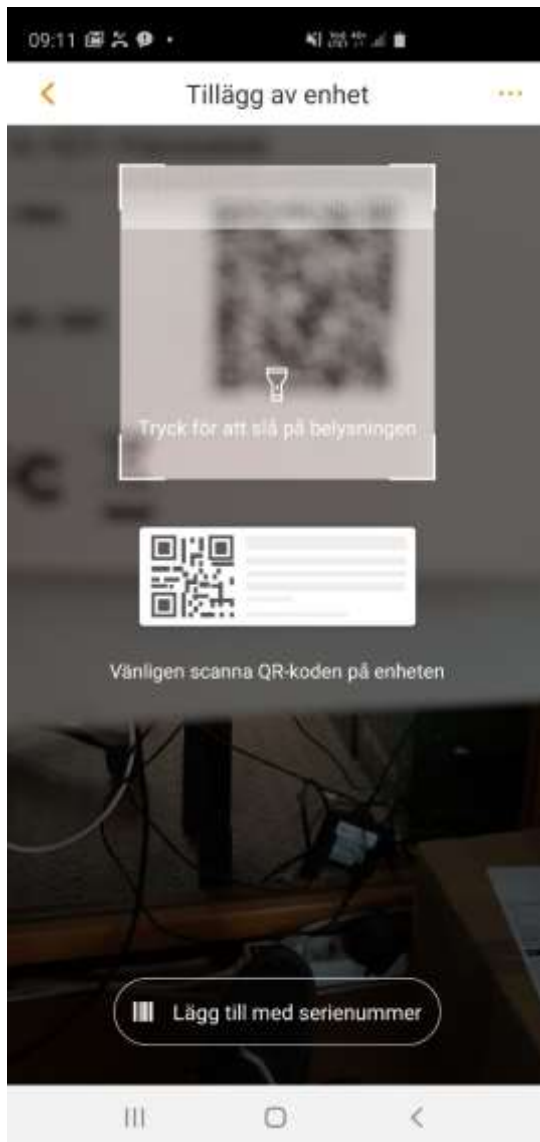 09:11
Tillägg av enhet
Tryck för att slå på belysningen
Vänligen scanna QR-koden på enheten
Lägg till med serienummer